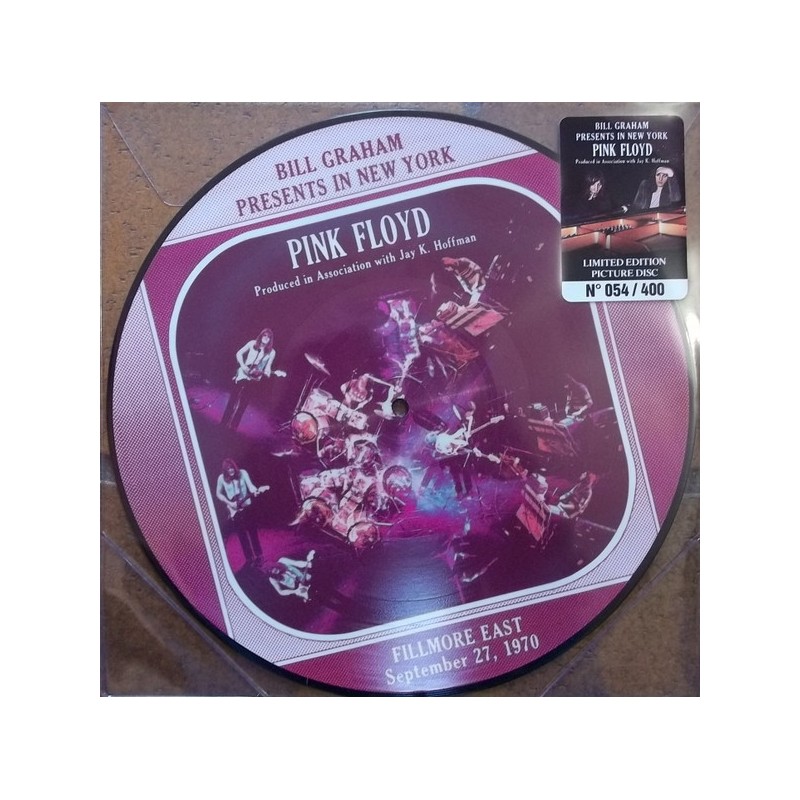 BILL GRAHAM
PRESENTS IN NEW YORK
PINK FLOYD
Produced in Association with Jay K. Hoffman
FILLMORE EAST
September 27, 1970
BILL GRAHAM
PRESENTS IN NEW YORK
PINK FLOYD
Produced in Association with Jay K. Hoffman
LIMITED EDITION
PICTURE DISC
N° 054 / 400